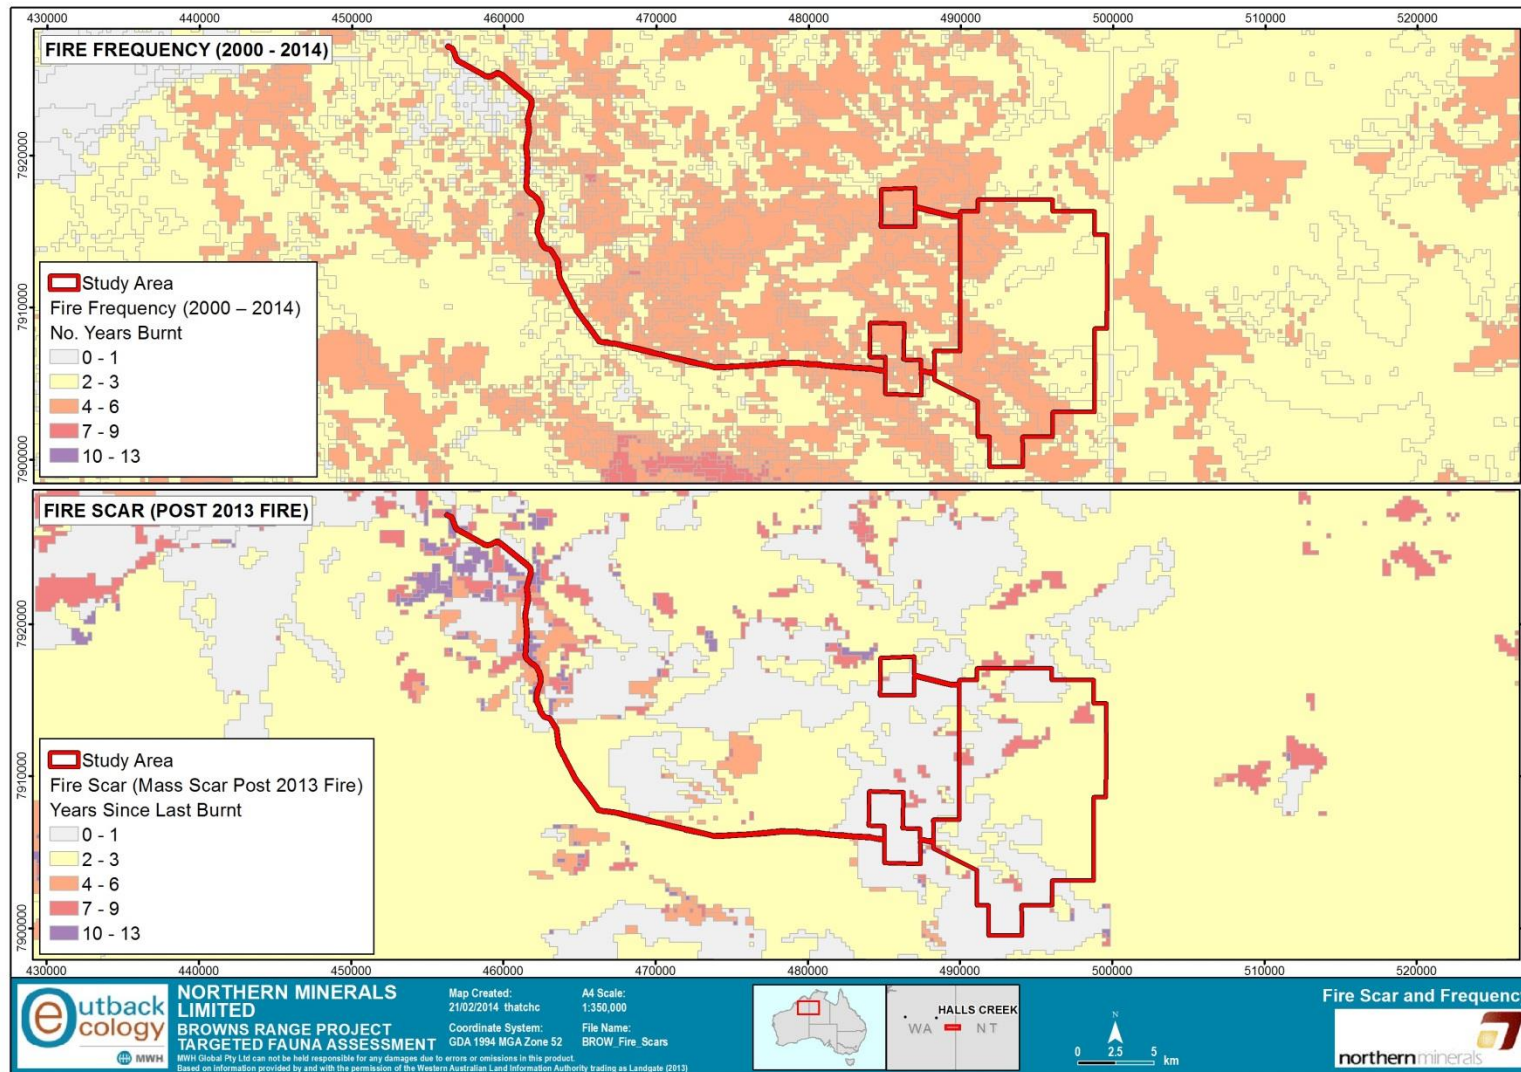 430000 440000 450000 460000 470000 480000 490000 500000 510000 520000
FIRE FREQUENCY (2000 - 2014)
7920000
7910000
7900000
Study Area
Fire Frequency (2000 – 2014)
No. Years Burnt
0 - 1
2 - 3
4 - 6
7 - 9
10 - 13
FIRE SCAR (POST 2013 FIRE)
7920000
7910000
7900000
Study Area
Fire Scar (Mass Scar Post 2013 Fire)
Years Since Last Burnt
0 - 1
2 - 3
4 - 6
7 - 9
10 - 13
430000 440000 450000 460000 470000 480000 490000 500000 510000 520000
outback
ecology
MWH
NORTHERN MINERALS
LIMITED
BROWNS RANGE PROJECT
TARGETED FAUNA ASSESSMENT
Map Created:
21/02/2014 thatchc
Coordinate System:
GDA 1994 MGA Zone 52
A4 Scale:
1:350,000
File Name:
BROW_Fire_Scars
MWH Global Pty Ltd can not be held responsible for any damages due to errors or omissions in this product.
Based on information provided by and with the permission of the Western Australian Land Information Authority trading as Landgate (2013)
HALLS CREEK
WA NT
N
0 2.5 5
km
Fire Scar and Frequency
northernminerals